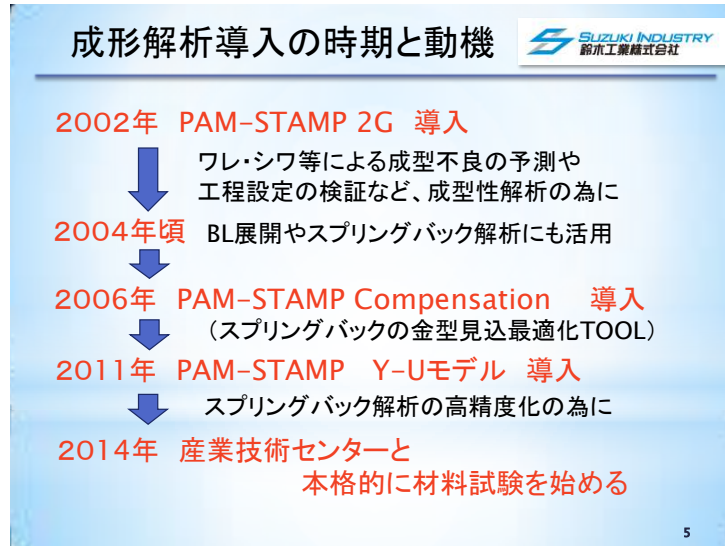 成形解析導入の時期と動機
SUZUKI INDUSTRY
鈴木工業株式会社
2002年 PAM-STAMP 2G 導入
ワレ・シワ等による成型不良の予測や
工程設定の検証など、成型性解析の為に
2004年頃 BL展開やスプリングバック解析にも活用
2006年 PAM-STAMP Compensation 導入
（スプリングバックの金型見込最適化TOOL）
2011年 PAM-STAMP Y-Uモデル 導入
スプリングバック解析の高精度化の為に
2014年 産業技術センターと
本格的に材料試験を始める
5